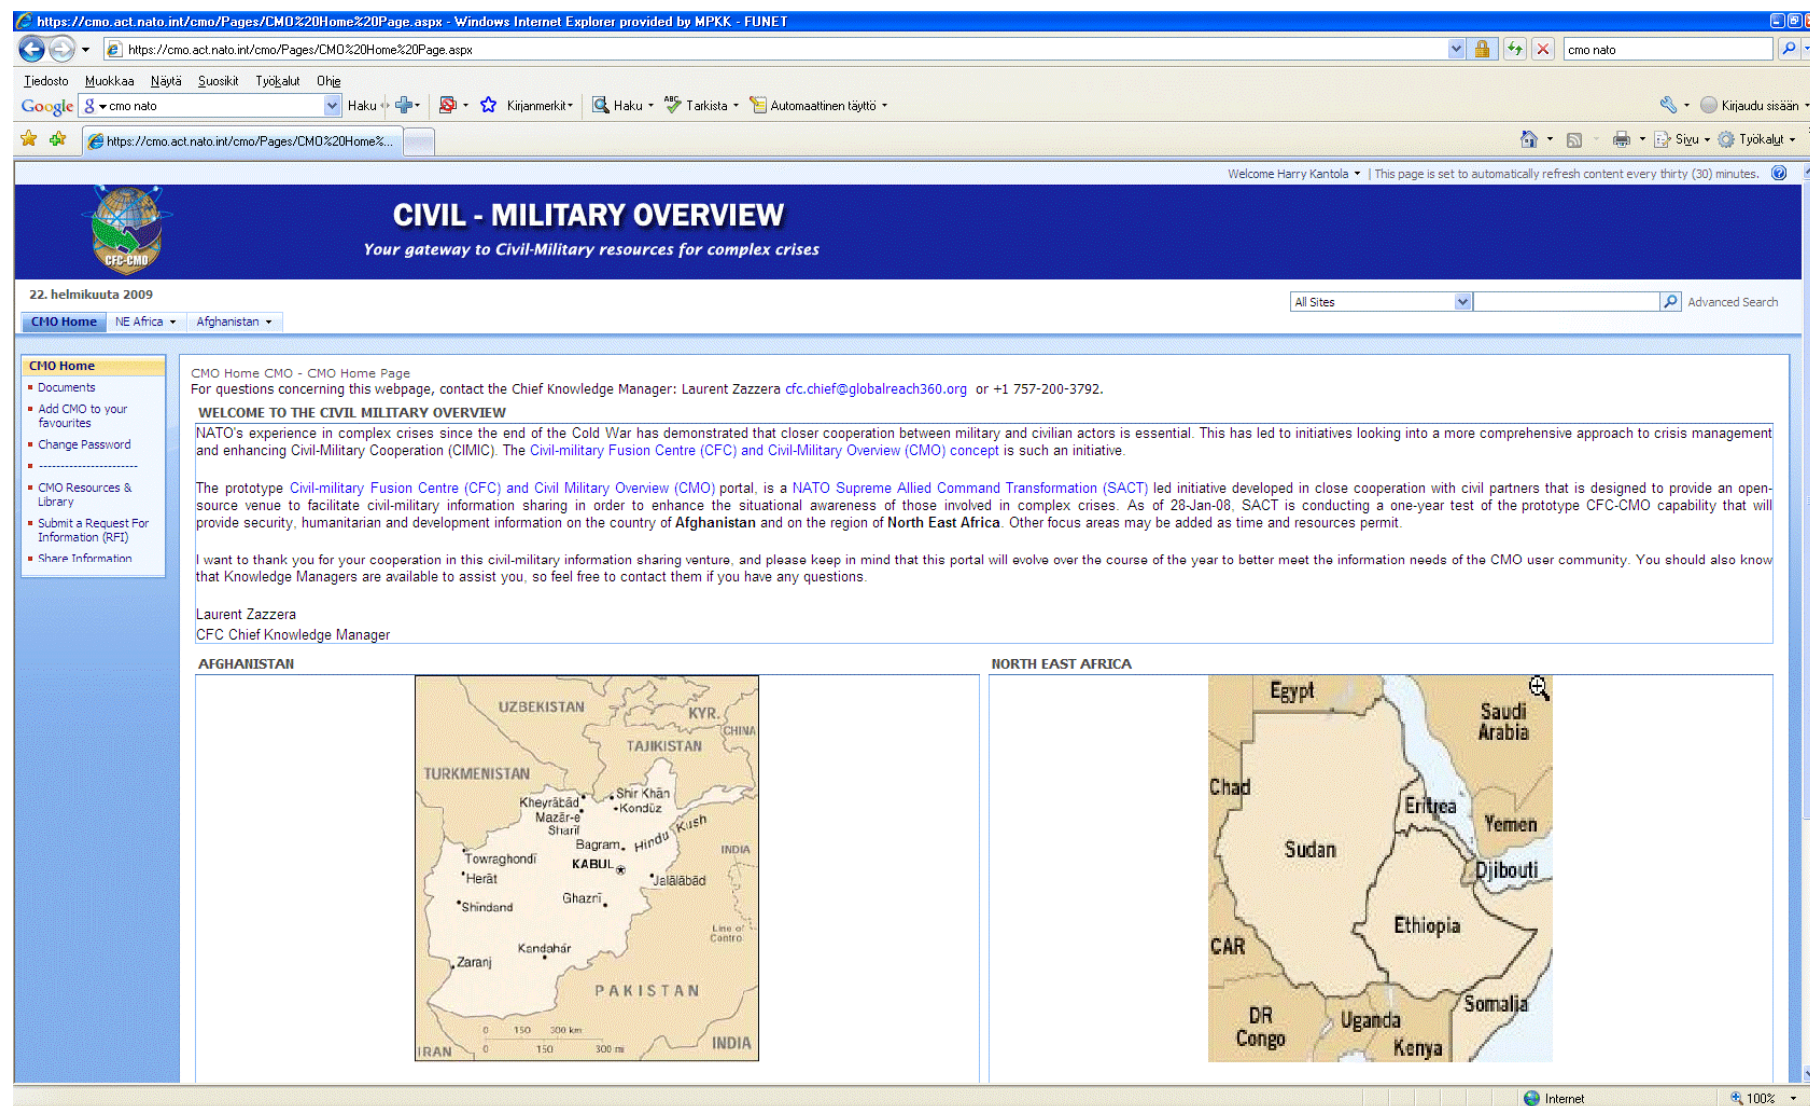 https://cmo.act.nato.int/cmo/Pages/CMO%20Home%20Page.aspx - Windows Internet Explorer provided by MPKK - FUNET
https://cmo.act.nato.int/cmo/Pages/CMO%20Home%20Page.aspx cmo nato
Tiedosto Muokkaa Näytä Suosikit Työkalut Ohje
Google cmo nato Haku Kirjanmerkit Haku ABC Tarkista Automaattinen täyttö Kirjaudu sisään
https://cmo.act.nato.int/cmo/Pages/CMO%20Home%... Sivu Työkalut
Welcome Harry Kantola | This page is set to automatically refresh content every thirty (30) minutes.
CFC-CMO
CIVIL - MILITARY OVERVIEW
Your gateway to Civil-Military resources for complex crises
22. helmikuuta 2009
All Sites Advanced Search
CMO Home NE Africa Afghanistan
CMO Home
Documents
Add CMO to your
favourites
Change Password
-----------------------
CMO Resources &
Library
Submit a Request For
Information (RFI)
Share Information
CMO Home CMO - CMO Home Page
For questions concerning this webpage, contact the Chief Knowledge Manager: Laurent Zazzera cfc.chief@globalreach360.org or +1 757-200-3792.
WELCOME TO THE CIVIL MILITARY OVERVIEW
NATO's experience in complex crises since the end of the Cold War has demonstrated that closer cooperation between military and civilian actors is essential. This has led to initiatives looking into a more comprehensive approach to crisis management
and enhancing Civil-Military Cooperation (CIMIC). The Civil-military Fusion Centre (CFC) and Civil-Military Overview (CMO) concept is such an initiative.
The prototype Civil-military Fusion Centre (CFC) and Civil Military Overview (CMO) portal, is a NATO Supreme Allied Command Transformation (SACT) led initiative developed in close cooperation with civil partners that is designed to provide an open-
source venue to facilitate civil-military information sharing in order to enhance the situational awareness of those involved in complex crises. As of 28-Jan-08, SACT is conducting a one-year test of the prototype CFC-CMO capability that will
provide security, humanitarian and development information on the country of Afghanistan and on the region of North East Africa. Other focus areas may be added as time and resources permit.
I want to thank you for your cooperation in this civil-military information sharing venture, and please keep in mind that this portal will evolve over the course of the year to better meet the information needs of the CMO user community. You should also know
that Knowledge Managers are available to assist you, so feel free to contact them if you have any questions.
Laurent Zazzera
CFC Chief Knowledge Manager
AFGHANISTAN
UZBEKISTAN
KYR.
CHINA
TAJIKISTAN
TURKMENISTAN
Shīr Khān
Kheyrābād
Kondūz
Mazār-e
Sharīf
Hindu Kush
Bagram
INDIA
Towraghondī
KABUL
Herāt
Jalālābād
Ghaznī
Shīndand
Line of
Contro
Kandahār
Zaranj
PAKISTAN
0 150 300 km
0 150 300 mi
IRAN
INDIA
NORTH EAST AFRICA
Egypt
Saudi
Arabia
Chad
Eritrea
Yemen
Sudan
Djibouti
Ethiopia
CAR
Somalia
DR
Congo
Uganda
Kenya
Internet 100%